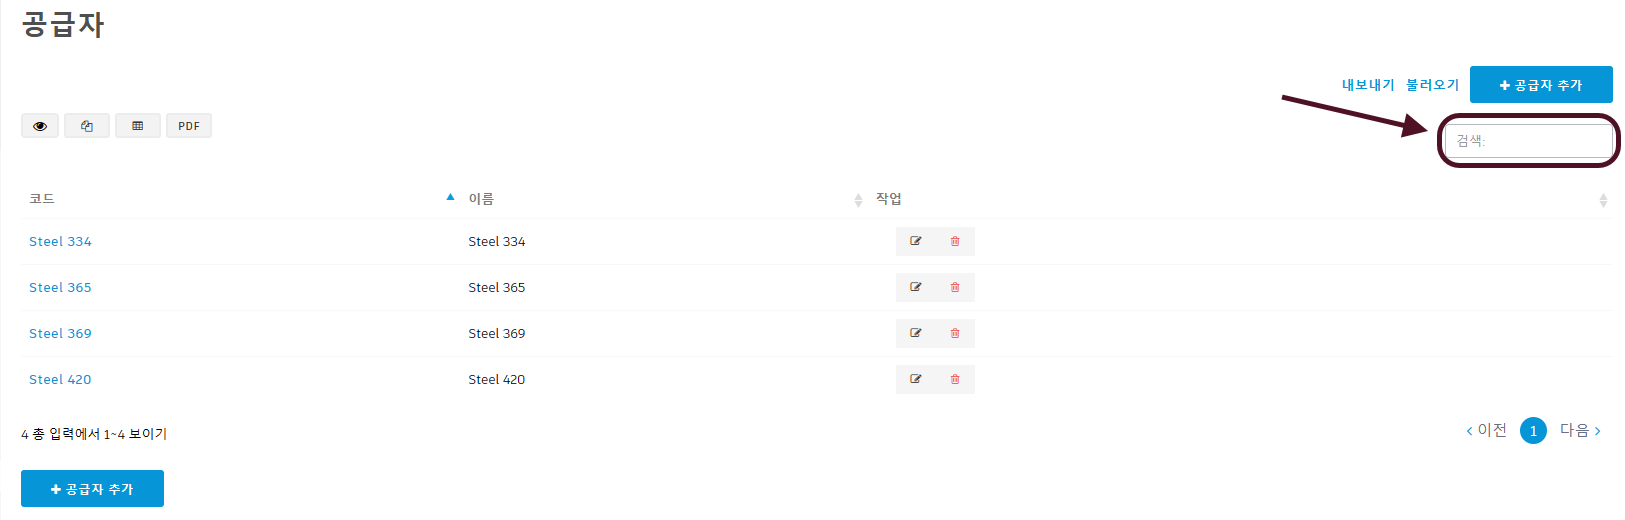 공급자
내보내기 불러오기 공급자 추가
PDF
검색:
코드 이름 작업
Steel 334 Steel 334
Steel 365 Steel 365
Steel 369 Steel 369
Steel 420 Steel 420
4 총 입력에서 1~4 보이기
이전 1 다음
공급자 추가